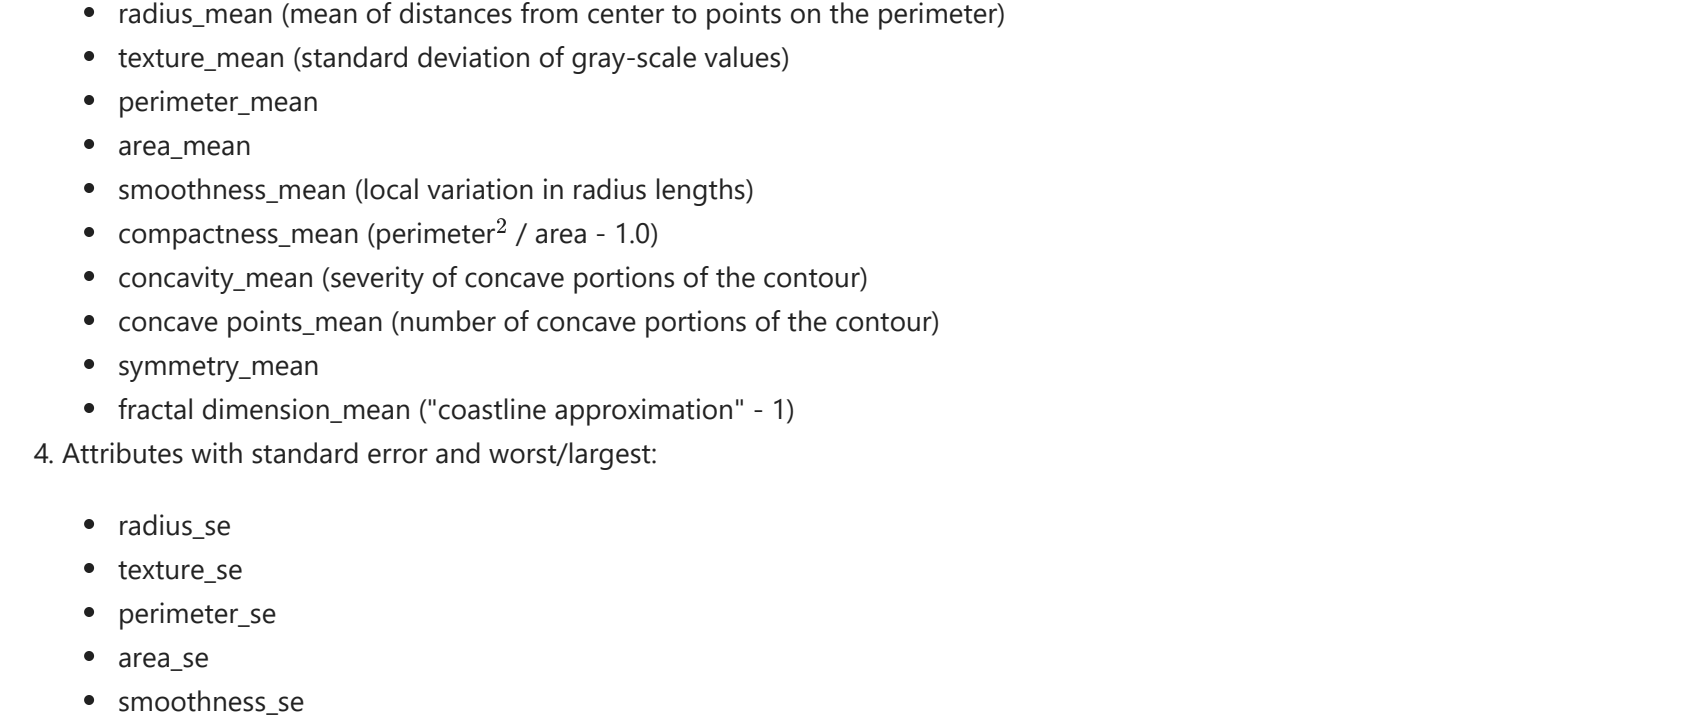 • radius_mean (mean of distances from center to points on the perimeter)
• texture_mean (standard deviation of gray-scale values)
• perimeter_mean
• area_mean
• smoothness_mean (local variation in radius lengths)
• compactness_mean (perimeter² / area - 1.0)
• concavity_mean (severity of concave portions of the contour)
• concave points_mean (number of concave portions of the contour)
• symmetry_mean
• fractal dimension_mean ("coastline approximation" - 1)
4. Attributes with standard error and worst/largest:
• radius_se
• texture_se
• perimeter_se
• area_se
• smoothness_se